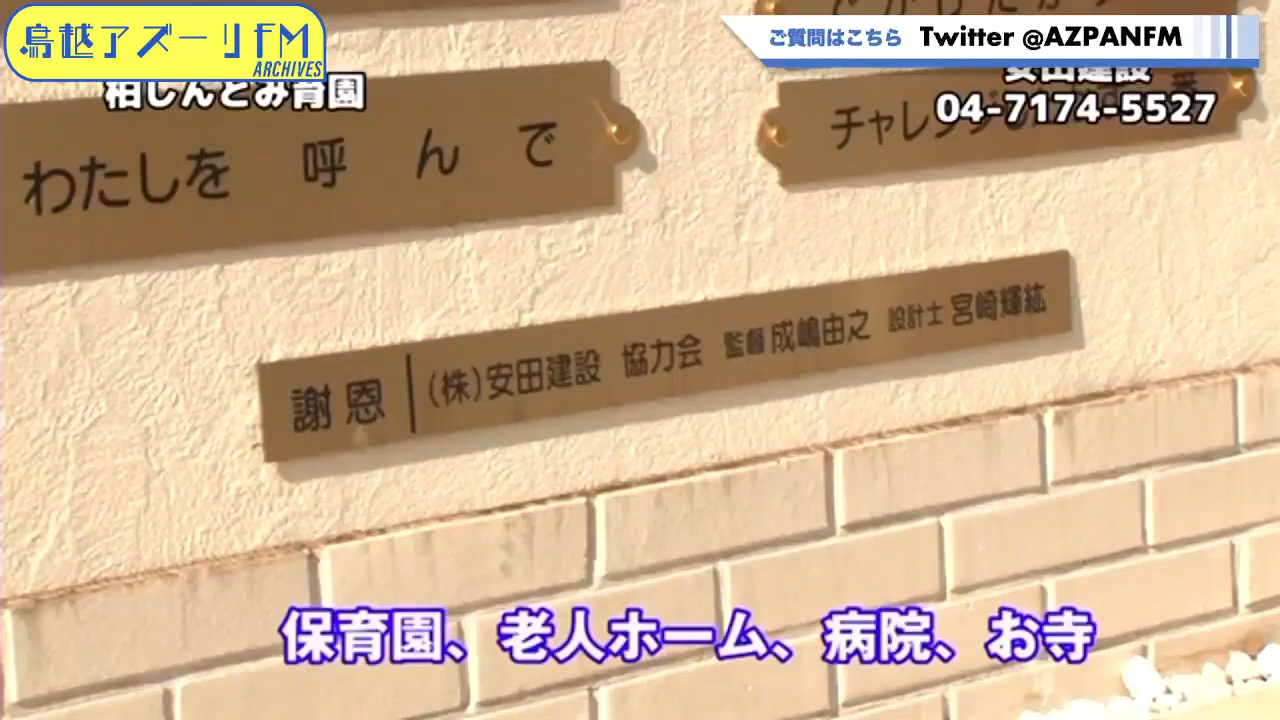 鳥越アズーリFM
ARCHIVES
ご質問はこちら Twitter @AZPANFM
柏しんとみ育園
安田建設
04-7174-5527
わたしを 呼 ん で
チャレンジ
謝恩 (株)安田建設 協力会 監督 成嶋由之 設計士 宮崎輝紘
保育園、老人ホーム、病院、お寺